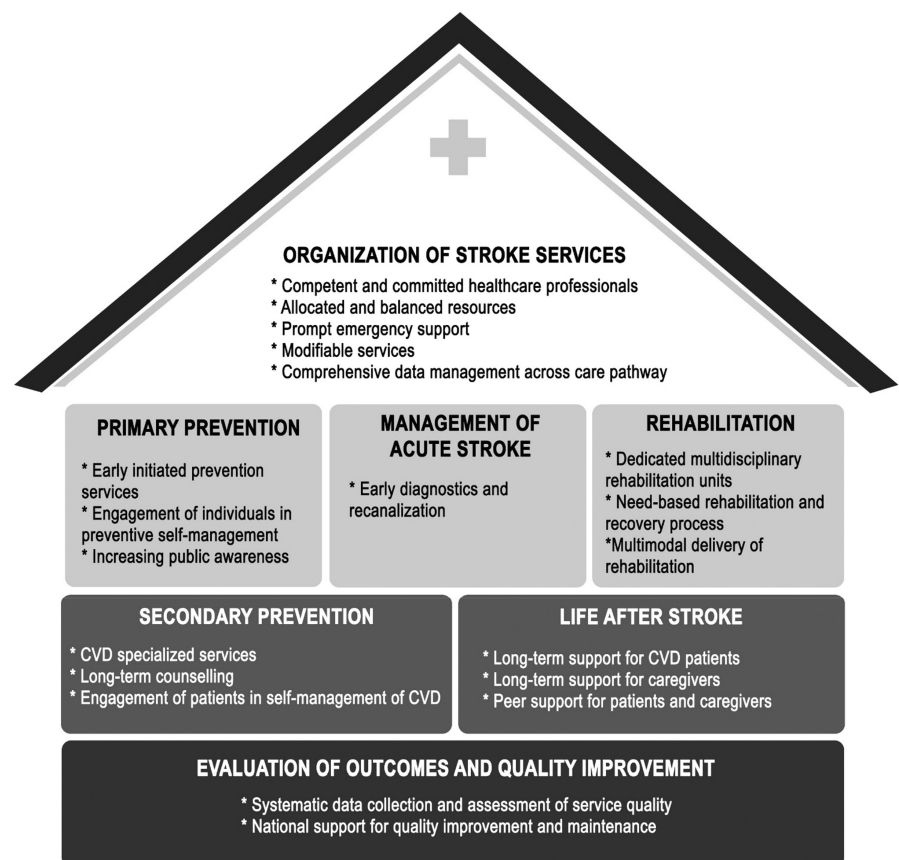 ORGANIZATION OF STROKE SERVICES
* Competent and committed healthcare professionals
* Allocated and balanced resources
* Prompt emergency support
* Modifiable services
* Comprehensive data management across care pathway
PRIMARY PREVENTION
* Early initiated prevention
services
* Engagement of individuals in
preventive self-management
* Increasing public awareness
MANAGEMENT OF
ACUTE STROKE
* Early diagnostics and
recanalization
REHABILITATION
* Dedicated multidisciplinary
rehabilitation units
* Need-based rehabilitation and
recovery process
*Multimodal delivery of
rehabilitation
SECONDARY PREVENTION
* CVD specialized services
* Long-term counselling
* Engagement of patients in self-management of CVD
LIFE AFTER STROKE
* Long-term support for CVD patients
* Long-term support for caregivers
* Peer support for patients and caregivers
EVALUATION OF OUTCOMES AND QUALITY IMPROVEMENT
* Systematic data collection and assessment of service quality
* National support for quality improvement and maintenance